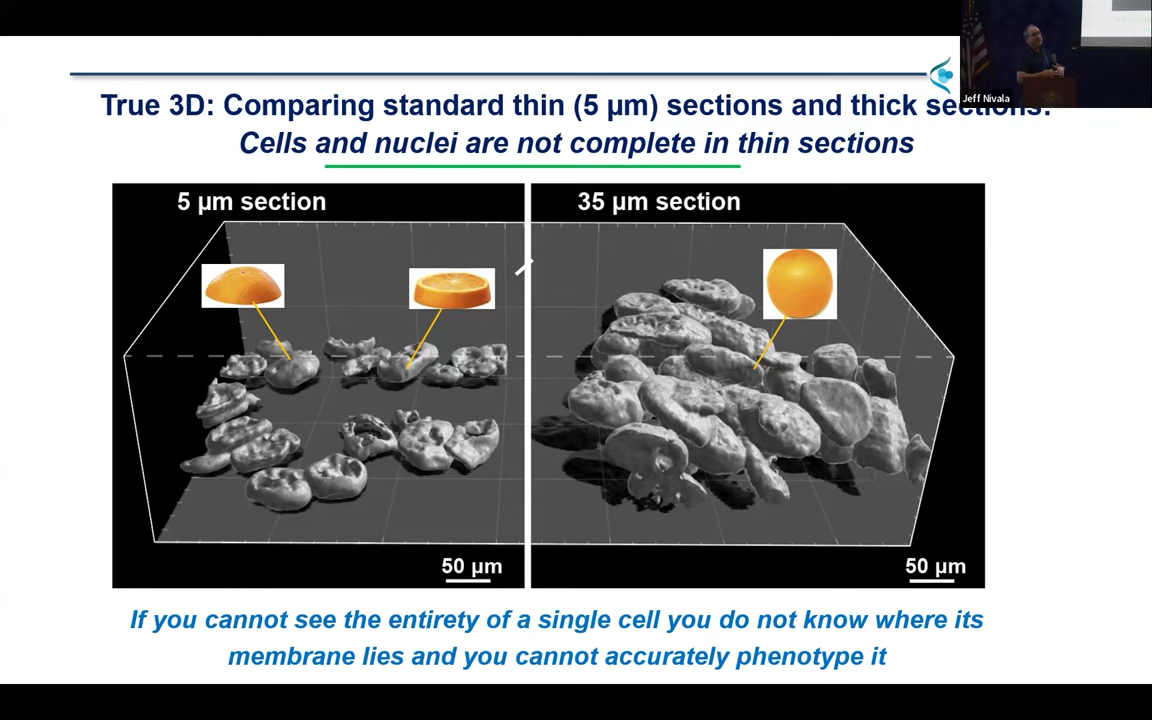 True 3D: Comparing standard thin (5 µm) sections and thick sections:
Cells and nuclei are not complete in thin sections
Jeff Nivala
5 µm section
35 µm section
50 µm
50 µm
If you cannot see the entirety of a single cell you do not know where its
membrane lies and you cannot accurately phenotype it